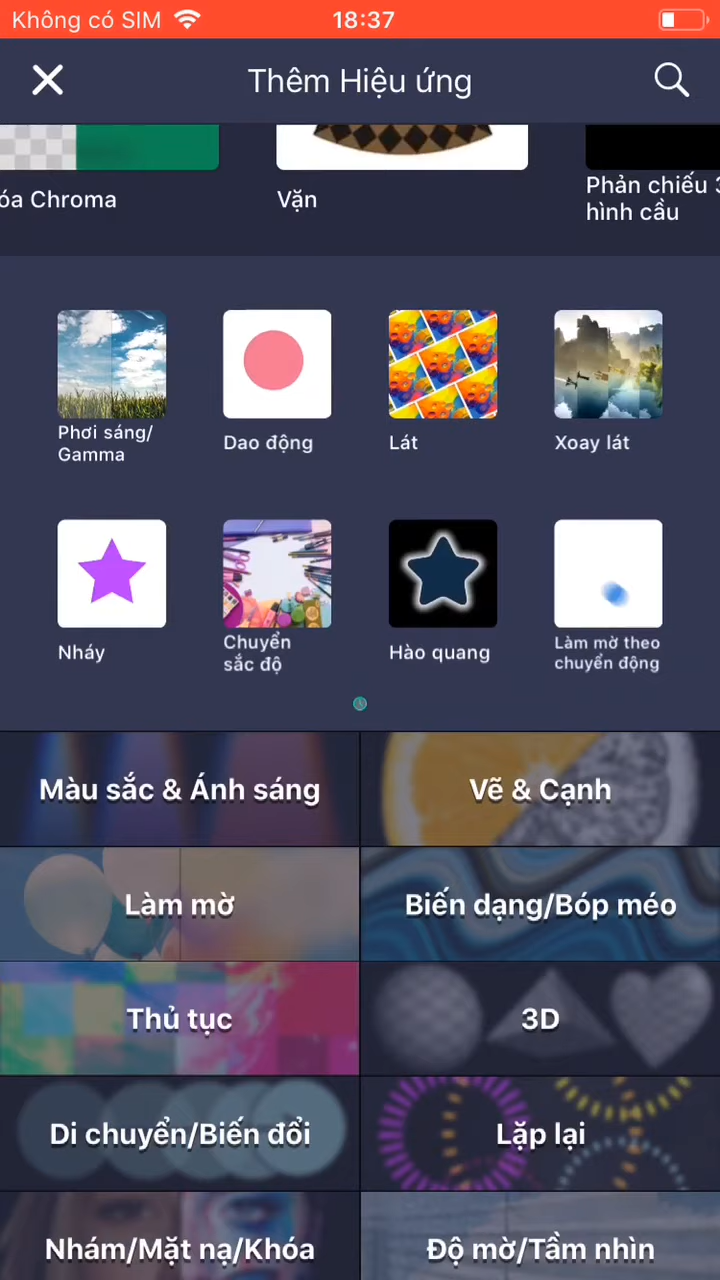 Không có SIM
18:37
Thêm Hiệu ứng
óa Chroma
Vặn
Phản chiếu 3
hình cầu
Phơi sáng/
Gamma
Dao động
Lát
Xoay lát
Nháy
Chuyển
sắc độ
Hào quang
Làm mờ theo
chuyển động
Màu sắc & Ánh sáng
Vẽ & Cạnh
Làm mờ
Biến dạng/Bóp méo
Thủ tục
3D
Di chuyển/Biến đổi
Lặp lại
Nhám/Mặt nạ/Khóa
Độ mờ/Tầm nhìn